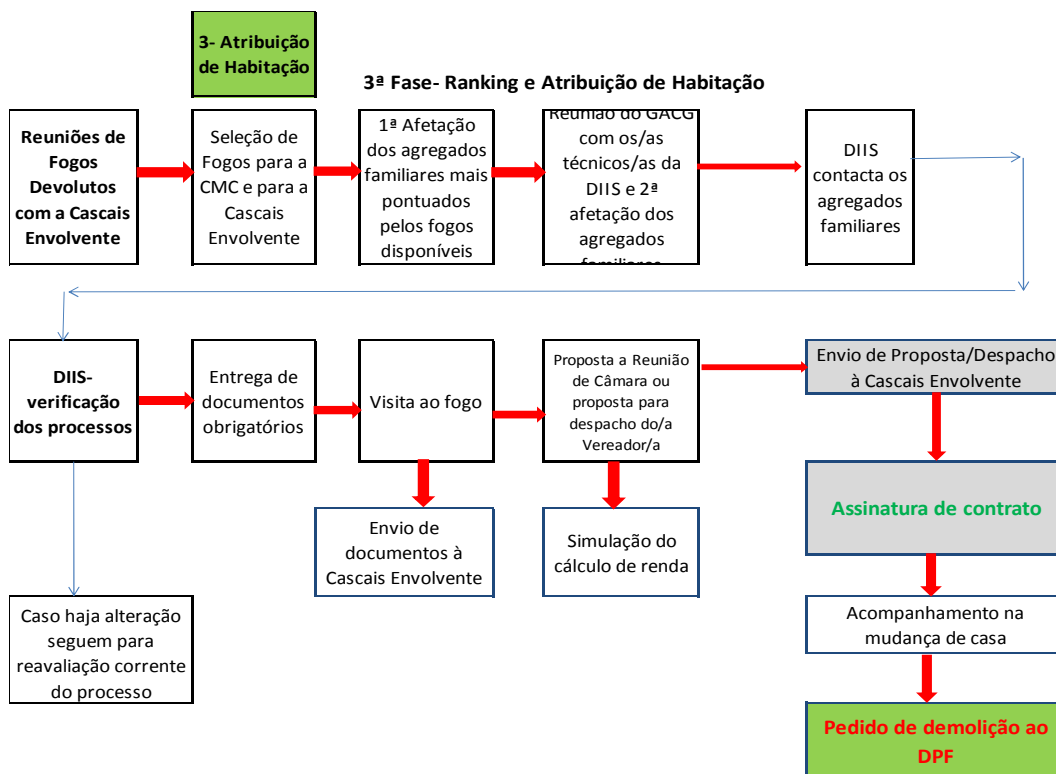 3- Atribuição
de Habitação
3ª Fase- Ranking e Atribuição de Habitação
Reuniões de
Fogos
Devolutos
com a Cascais
Envolvente
Seleção de
Fogos para a
CMC e para a
Cascais
Envolvente
1ª Afetação
dos agregados
familiares mais
pontuados
pelos fogos
disponíveis
Reunião do GACG
com os/as
técnicos/as da
DIIS e 2ª
afetação dos
agregados
familiares.
DIIS
contacta os
agregados
familiares
DIIS-
verificação
dos processos
Entrega de
documentos
obrigatórios
Visita ao fogo
Proposta a Reunião
de Câmara ou
proposta para
despacho do/a
Vereador/a
Envio de Proposta/Despacho
à Cascais Envolvente
Envio de
documentos à
Cascais Envolvente
Simulação do
cálculo de renda
Assinatura de contrato
Caso haja alteração
seguem para
reavaliação corrente
do processo
Acompanhamento na
mudança de casa
Pedido de demolição ao
DPF